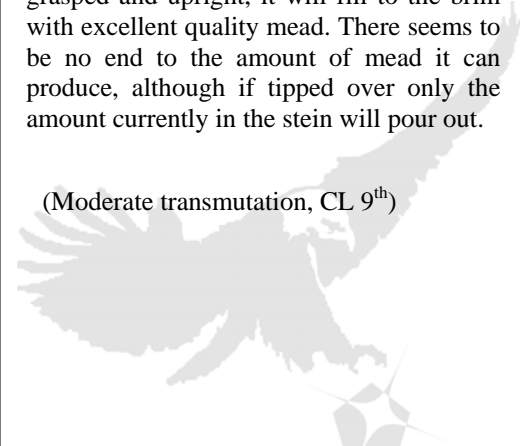 grasped and upright, it will fill to the brim
with excellent quality mead. There seems to
be no end to the amount of mead it can
produce, although if tipped over only the
amount currently in the stein will pour out.
(Moderate transmutation, CL 9th)